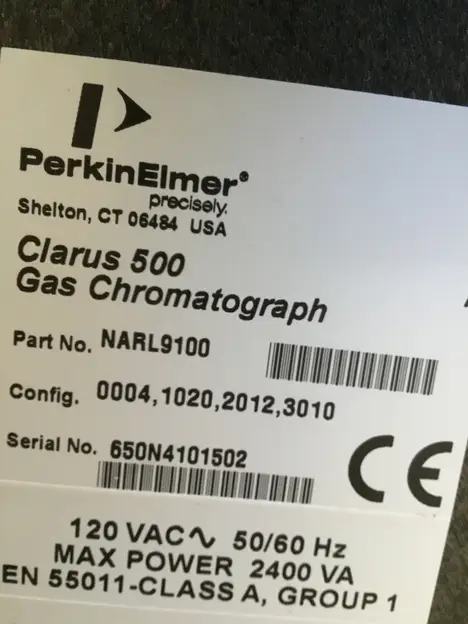 PerkinElmer®
precisely.
Shelton, CT 06484 USA
Clarus 500
Gas Chromatograph
Part No. NARL9100
Config. 0004,1020,2012,3010
Serial No. 650N4101502
CE
120 VAC∿ 50/60 Hz
MAX POWER 2400 VA
EN 55011-CLASS A, GROUP 1